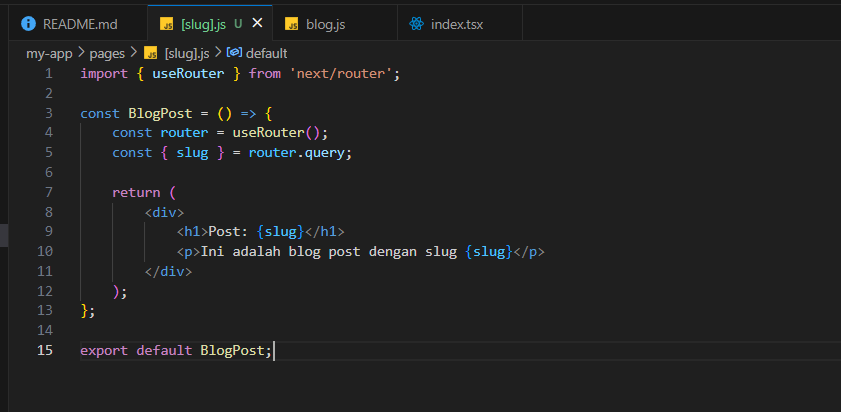 README.md [slug].js U blog.js index.tsx
my-app > pages > [slug].js > default
1 import { useRouter } from 'next/router';
2
3 const BlogPost = () => {
4 const router = useRouter();
5 const { slug } = router.query;
6
7 return (
8 <div>
9 <h1>Post: {slug}</h1>
10 <p>Ini adalah blog post dengan slug {slug}</p>
11 </div>
12 );
13 };
14
15 export default BlogPost;